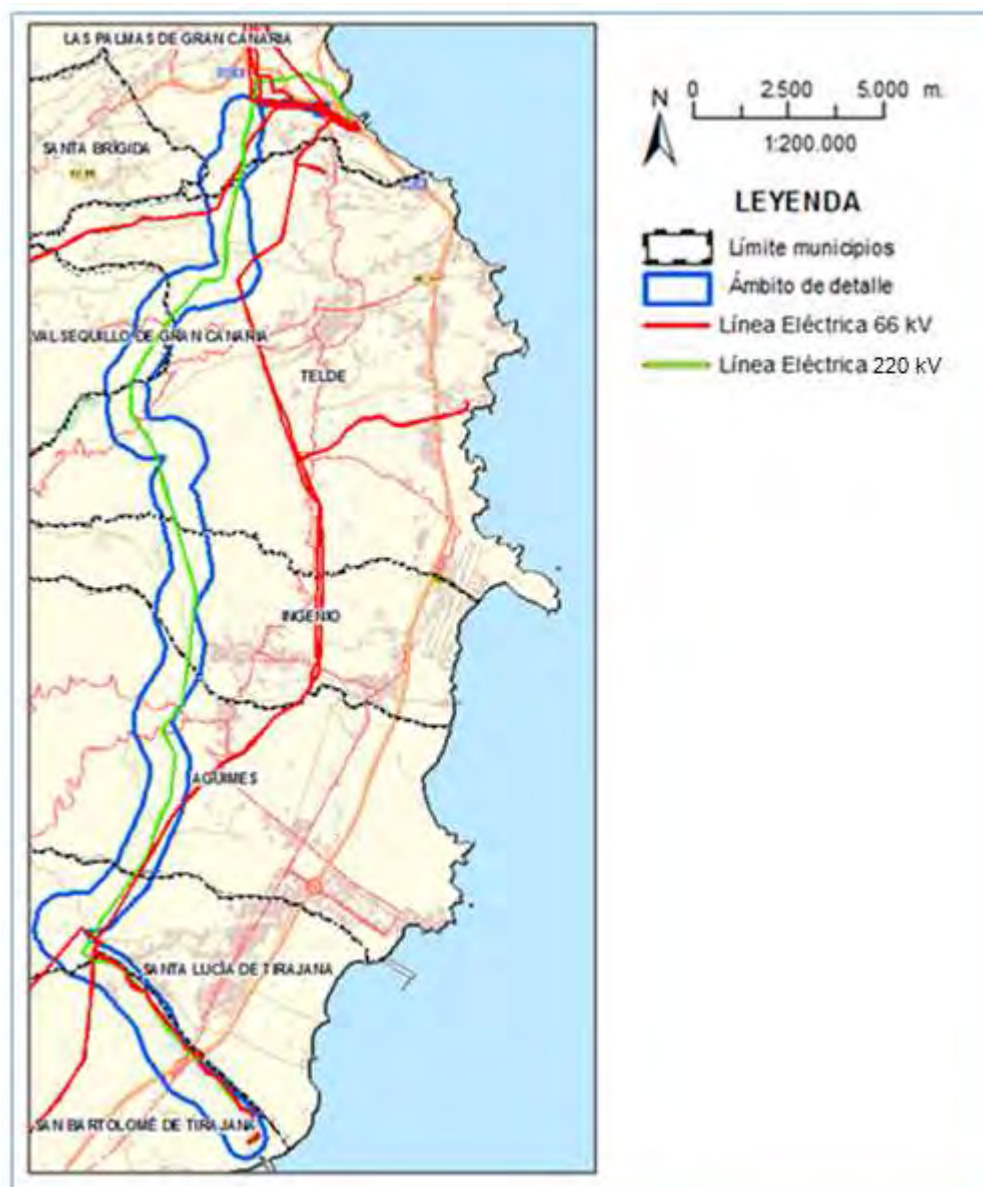 LAS PALMAS DE GRAN CANARIA
SANTA BRÍGIDA
VALSEQUILLO DE GRAN CANARIA
TELDE
INGENIO
AGÜIMES
SANTA LUCÍA DE TIRAJANA
SAN BARTOLOMÉ DE TIRAJANA
N
0 2.500 5.000 m.
1:200.000
LEYENDA
Límite municipios
Ámbito de detalle
Línea Eléctrica 66 kV
Línea Eléctrica 220 kV